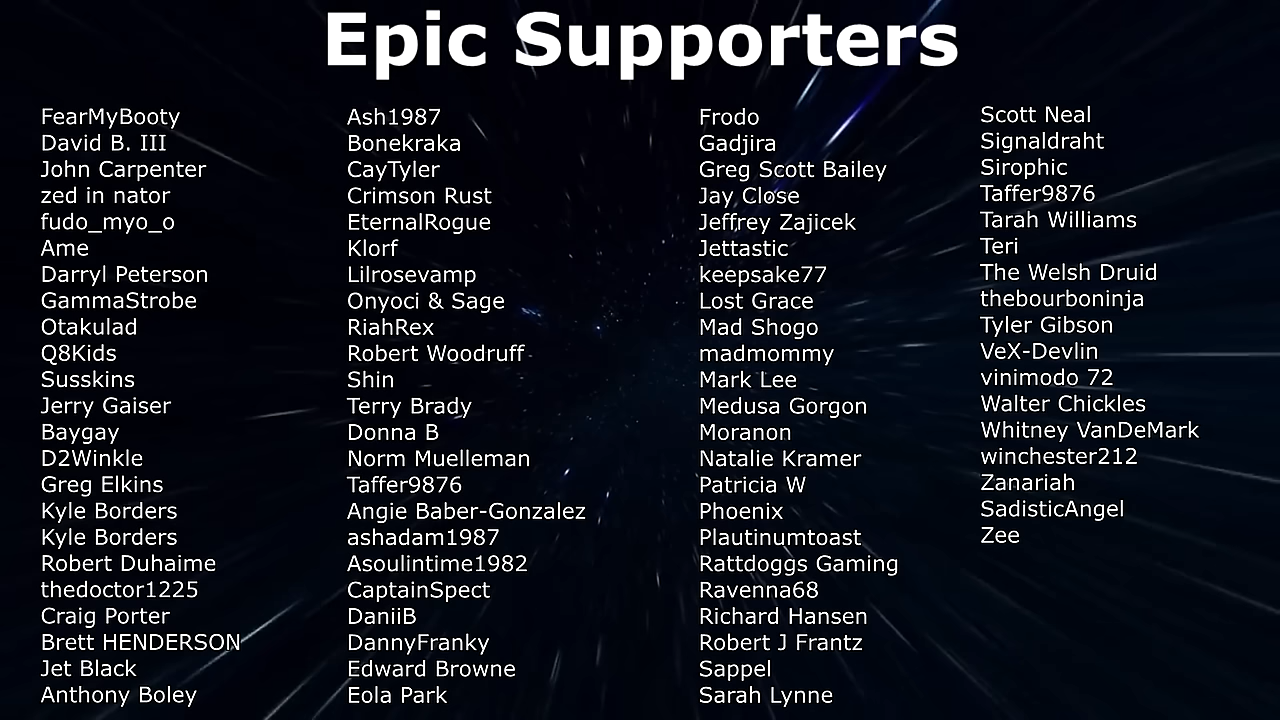 Epic Supporters
FearMyBooty
David B. III
John Carpenter
zed in nator
fudo_myo_o
Ame
Darryl Peterson
GammaStrobe
Otakulad
Q8Kids
Susskins
Jerry Gaiser
Baygay
D2Winkle
Greg Elkins
Kyle Borders
Kyle Borders
Robert Duhaime
thedoctor1225
Craig Porter
Brett HENDERSON
Jet Black
Anthony Boley
Ash1987
Bonekraka
CayTyler
Crimson Rust
EternalRogue
Klorf
Lilrosevamp
Onyoci & Sage
RiahRex
Robert Woodruff
Shin
Terry Brady
Donna B
Norm Muelleman
Taffer9876
Angie Baber-Gonzalez
ashadam1987
Asoulintime1982
CaptainSpect
DaniiB
DannyFranky
Edward Browne
Eola Park
Frodo
Gadjira
Greg Scott Bailey
Jay Close
Jeffrey Zajicek
Jettastic
keepsake77
Lost Grace
Mad Shogo
madmommy
Mark Lee
Medusa Gorgon
Moranon
Natalie Kramer
Patricia W
Phoenix
Plautinumtoast
Rattdoggs Gaming
Ravenna68
Richard Hansen
Robert J Frantz
Sappel
Sarah Lynne
Scott Neal
Signaldraht
Sirophic
Taffer9876
Tarah Williams
Teri
The Welsh Druid
thebourboninja
Tyler Gibson
VeX-Devlin
vinimodo 72
Walter Chickles
Whitney VanDeMark
winchester212
Zanariah
SadisticAngel
Zee